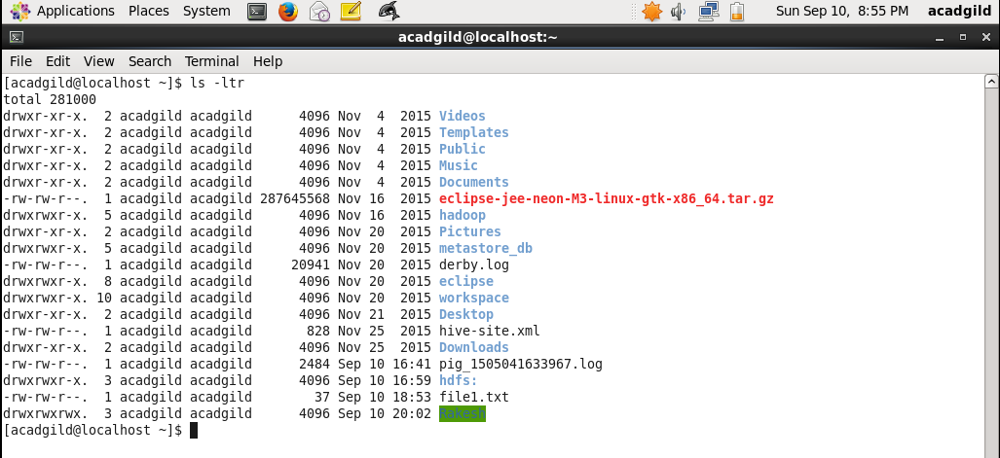 Applications Places System Sun Sep 10, 8:55 PM acadgild
acadgild@localhost:~
File Edit View Search Terminal Help
[acadgild@localhost ~]$ ls -ltr
total 281000
drwxr-xr-x.  2 acadgild acadgild      4096 Nov  4  2015 Videos
drwxr-xr-x.  2 acadgild acadgild      4096 Nov  4  2015 Templates
drwxr-xr-x.  2 acadgild acadgild      4096 Nov  4  2015 Public
drwxr-xr-x.  2 acadgild acadgild      4096 Nov  4  2015 Music
drwxr-xr-x.  2 acadgild acadgild      4096 Nov  4  2015 Documents
-rw-rw-r--.  1 acadgild acadgild 287645568 Nov 16  2015 eclipse-jee-neon-M3-linux-gtk-x86_64.tar.gz
drwxrwxr-x.  5 acadgild acadgild      4096 Nov 16  2015 hadoop
drwxr-xr-x.  2 acadgild acadgild      4096 Nov 20  2015 Pictures
drwxrwxr-x.  5 acadgild acadgild      4096 Nov 20  2015 metastore_db
-rw-rw-r--.  1 acadgild acadgild     20941 Nov 20  2015 derby.log
drwxrwxr-x.  8 acadgild acadgild      4096 Nov 20  2015 eclipse
drwxrwxr-x. 10 acadgild acadgild      4096 Nov 20  2015 workspace
drwxr-xr-x.  2 acadgild acadgild      4096 Nov 21  2015 Desktop
-rw-rw-r--.  1 acadgild acadgild       828 Nov 25  2015 hive-site.xml
drwxr-xr-x.  2 acadgild acadgild      4096 Nov 25  2015 Downloads
-rw-rw-r--.  1 acadgild acadgild      2484 Sep 10 16:41 pig_1505041633967.log
drwxrwxr-x.  3 acadgild acadgild      4096 Sep 10 16:59 hdfs:
-rw-rw-r--.  1 acadgild acadgild        37 Sep 10 18:53 file1.txt
drwxrwxrwx.  3 acadgild acadgild      4096 Sep 10 20:02 Rakesh
[acadgild@localhost ~]$